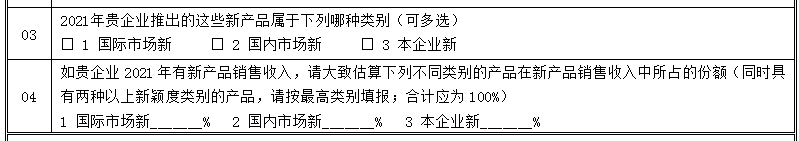 03
2021年贵企业推出的这些新产品属于下列哪种类别（可多选）
□ 1 国际市场新 □ 2 国内市场新 □ 3 本企业新
04
如贵企业 2021 年有新产品销售收入，请大致估算下列不同类别的产品在新产品销售收入中所占的份额（同时具
有两种以上新颖度类别的产品，请按最高类别填报；合计应为 100%）
1 国际市场新_______% 2 国内市场新_______% 3 本企业新_______%